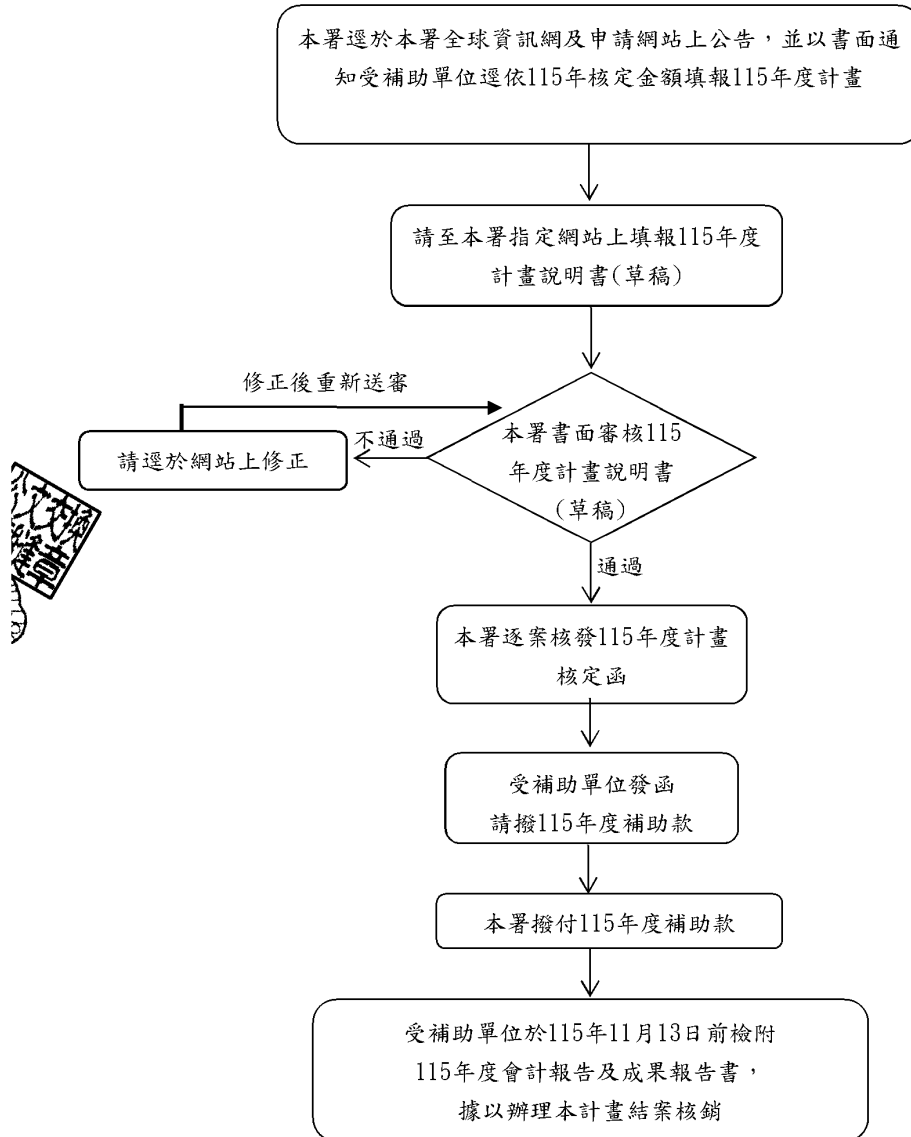 本署逕於本署全球資訊網及申請網站上公告，並以書面通
知受補助單位逕依115年核定金額填報115年度計畫
請至本署指定網站上填報115年度
計畫說明書(草稿)
修正後重新送審
不通過
請逕於網站上修正
本署書面審核115
年度計畫說明書
(草稿)
通過
本署逐案核發115年度計畫
核定函
受補助單位發函
請撥115年度補助款
本署撥付115年度補助款
受補助單位於115年11月13日前檢附
115年度會計報告及成果報告書，
據以辦理本計畫結案核銷
交換
章